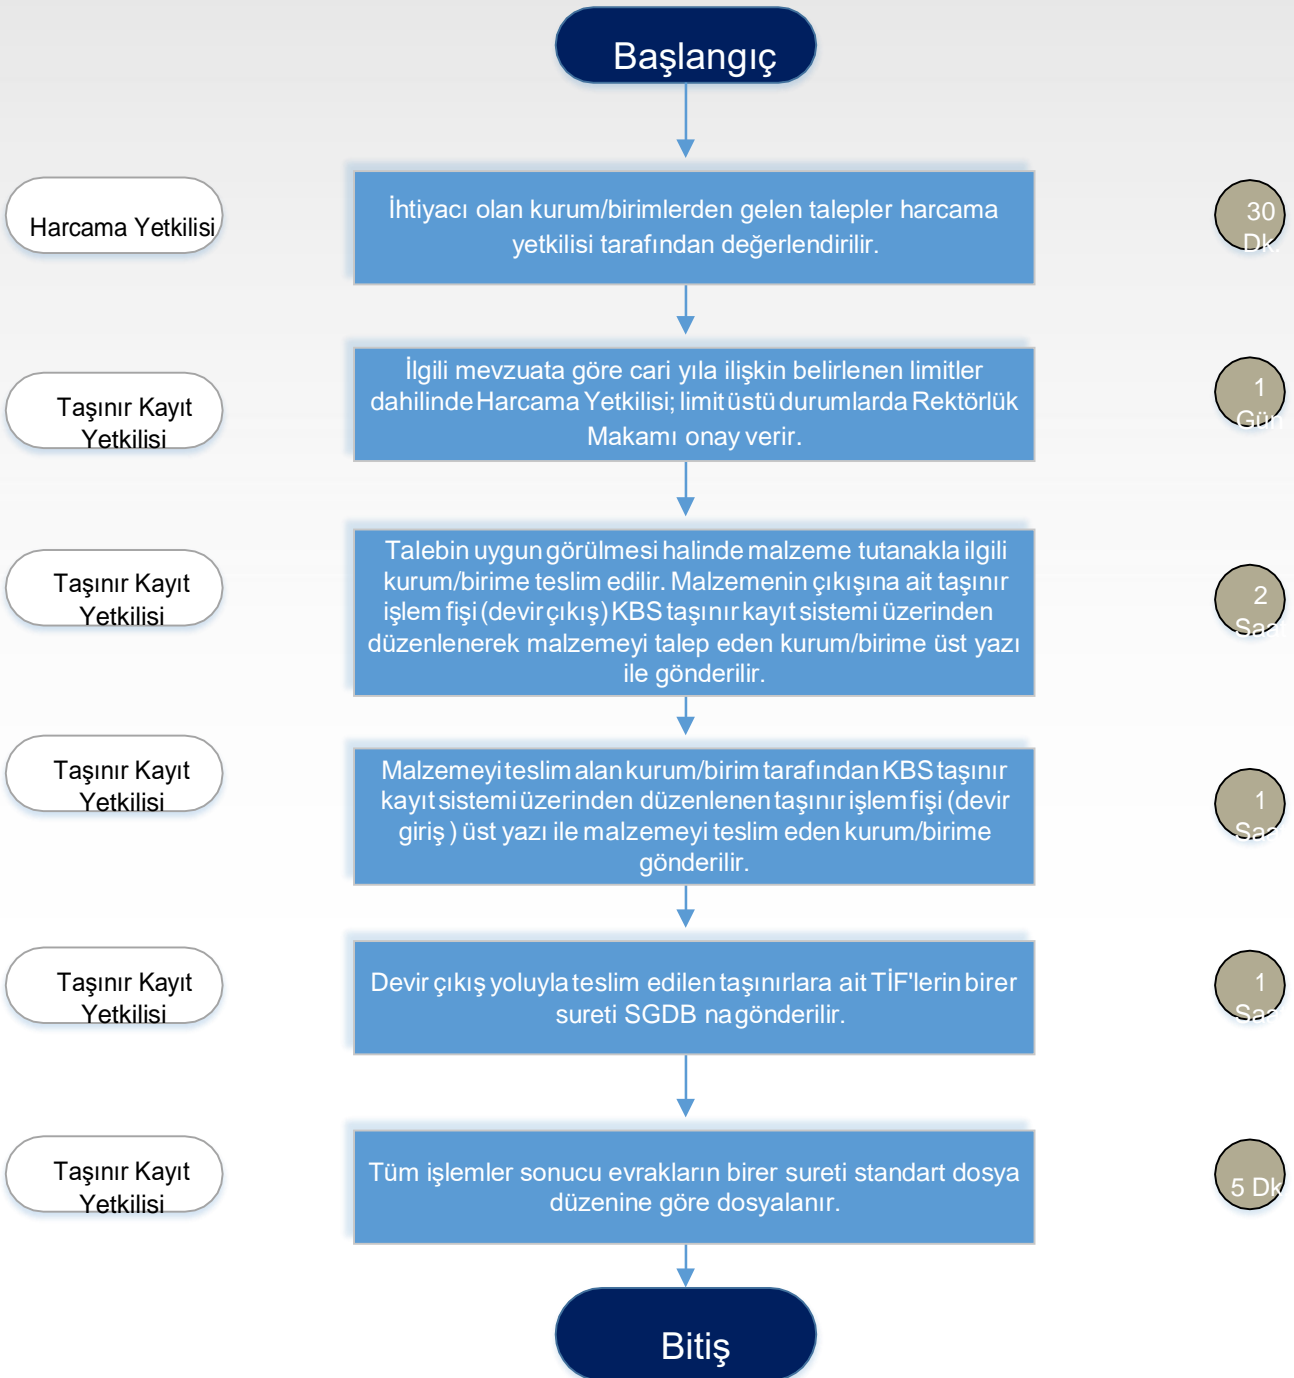 Başlangıç
Harcama Yetkilisi
İhtiyacı olan kurum/birimlerden gelen talepler harcama
yetkilisi tarafından değerlendirilir.
30
Dk.
Taşınır Kayıt
Yetkilisi
İlgili mevzuata göre cari yıla ilişkin belirlenen limitler
dahilinde Harcama Yetkilisi; limit üstü durumlarda Rektörlük
Makamı onay verir.
1
Gün
Taşınır Kayıt
Yetkilisi
Talebin uygun görülmesi halinde malzeme tutanakla ilgili
kurum/birime teslim edilir. Malzemenin çıkışına ait taşınır
işlem fişi (devir çıkış ) KBS taşınır kayıt sistemi üzerinden
düzenlenerek malzemeyi talep eden kurum/birime üst yazı
ile gönderilir.
2
Saat
Taşınır Kayıt
Yetkilisi
Malzemeyi teslim alan kurum/birim tarafından KBS taşınır
kayıt sistemi üzerinden düzenlenen taşınır işlem fişi (devir
giriş ) üst yazı ile malzemeyi teslim eden kurum/birime
gönderilir.
1
Saat
Taşınır Kayıt
Yetkilisi
Devir çıkış yoluyla teslim edilen taşınırlara ait TİF'lerin birer
sureti SGDB na gönderilir.
1
Saat
Taşınır Kayıt
Yetkilisi
Tüm işlemler sonucu evrakların birer sureti standart dosya
düzenine göre dosyalanır.
5 Dk
Bitiş